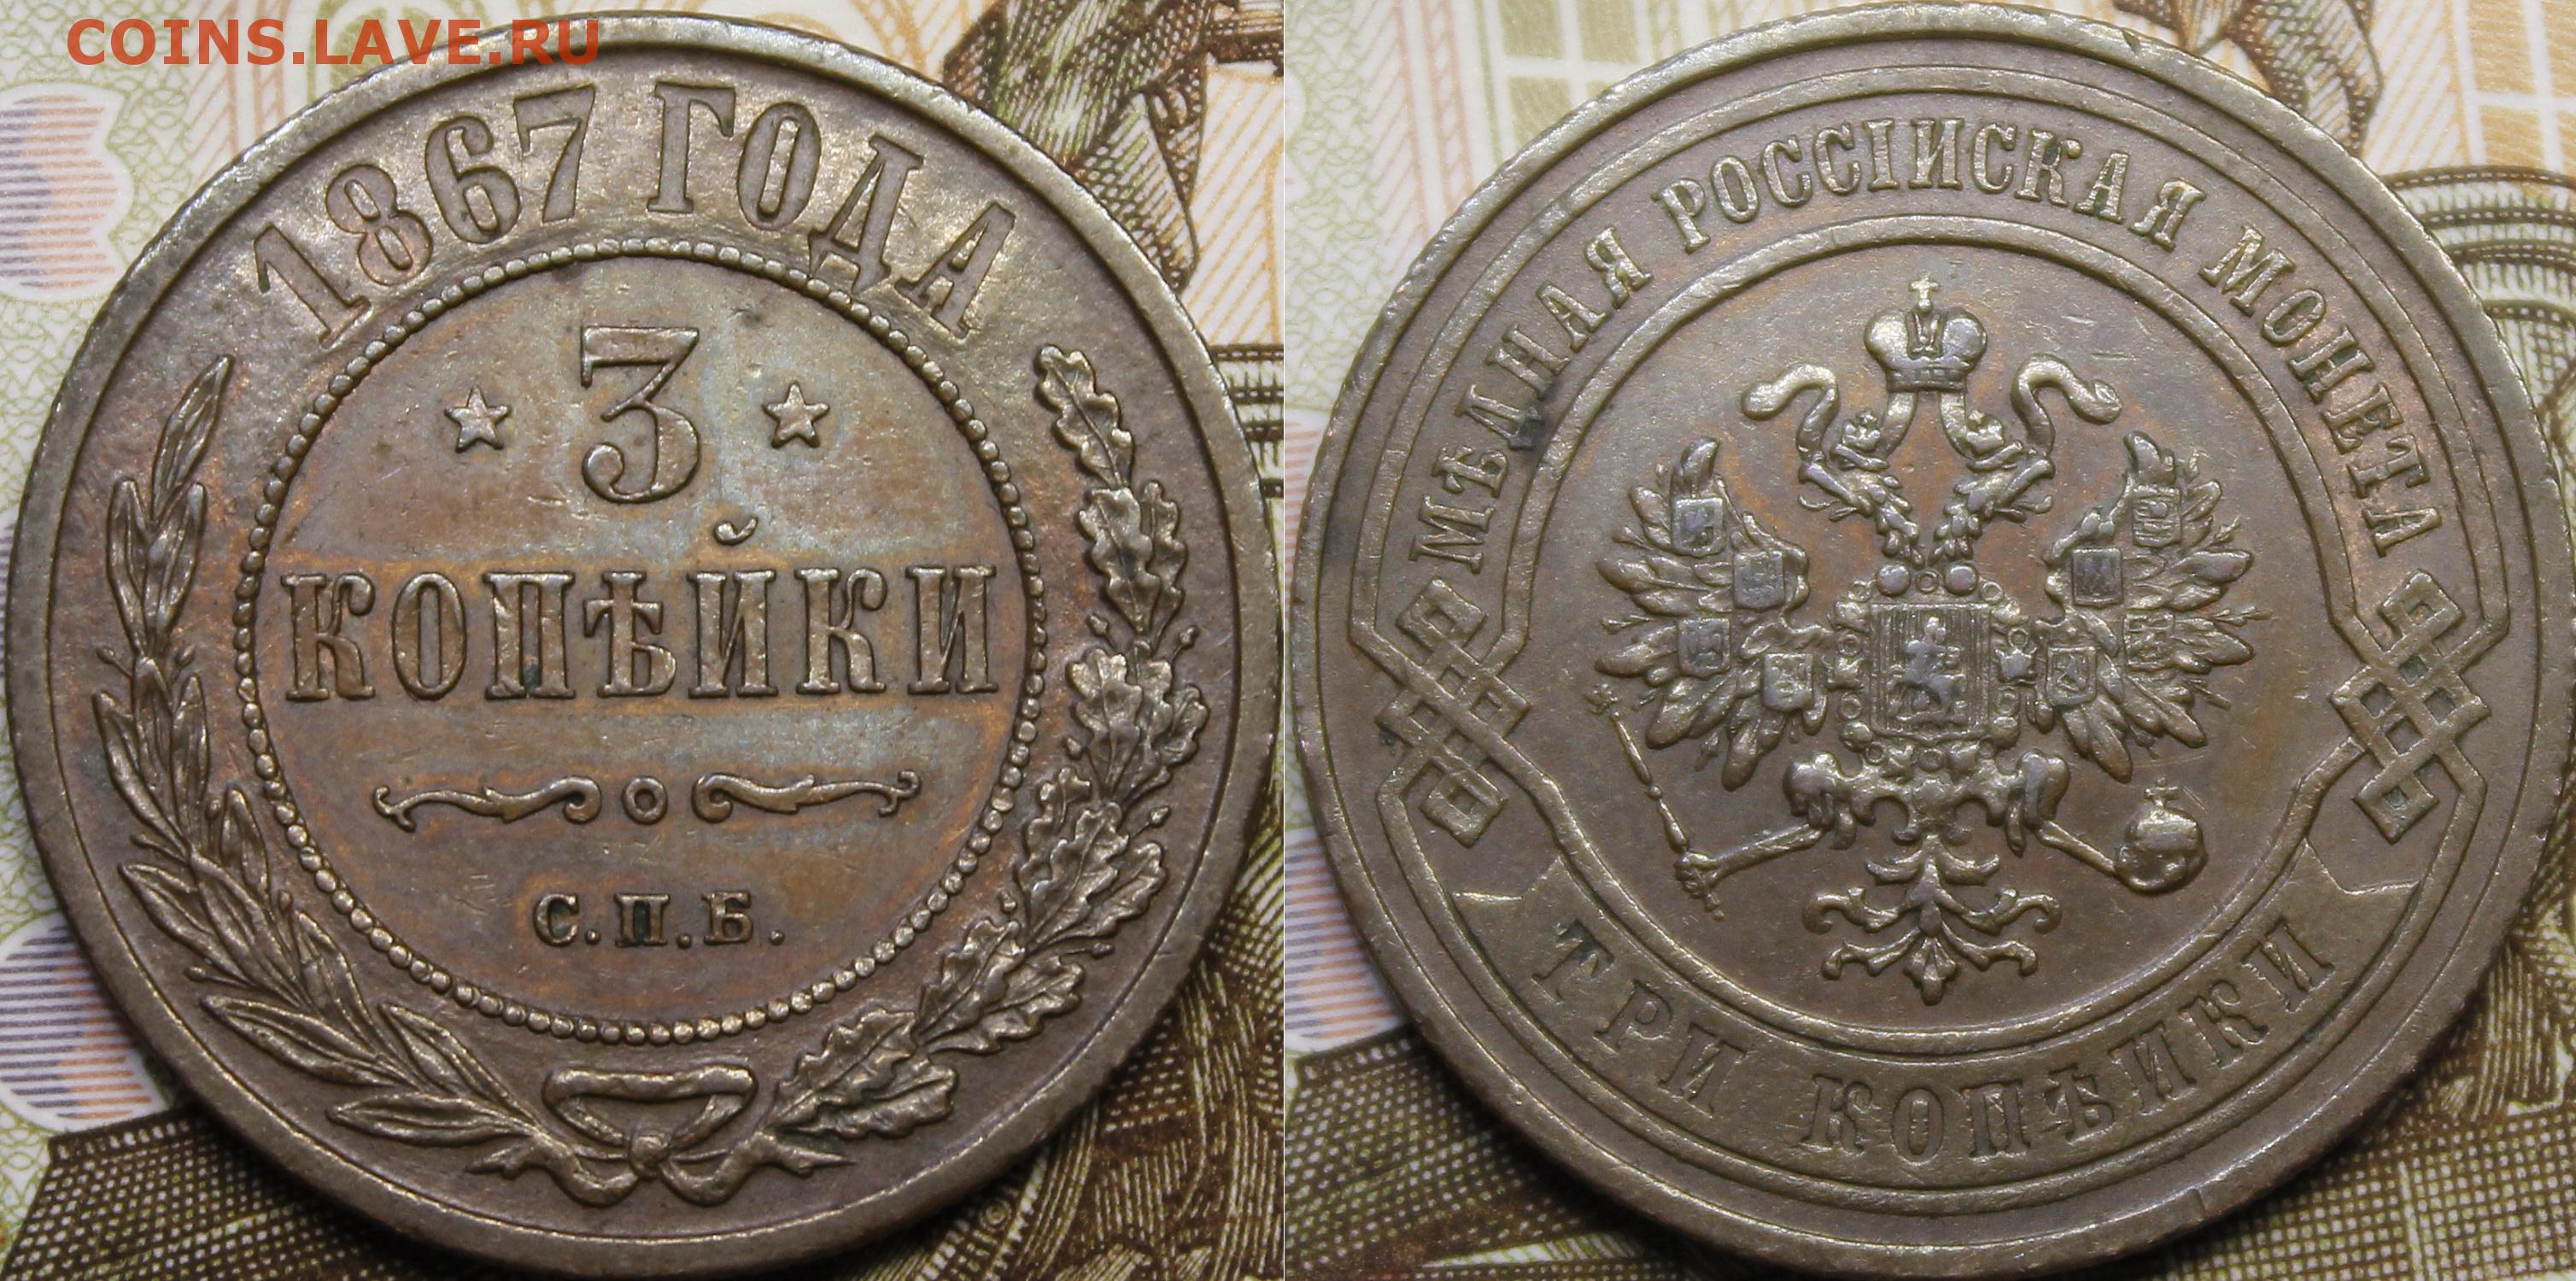 COINS.LAVE.RU
1867 ГОДА
3
КОПѢЙКИ
С.П.Б.
МѢДНАЯ РОССІЙСКАЯ МОНЕТА
ТРИ КОПѢЙКИ